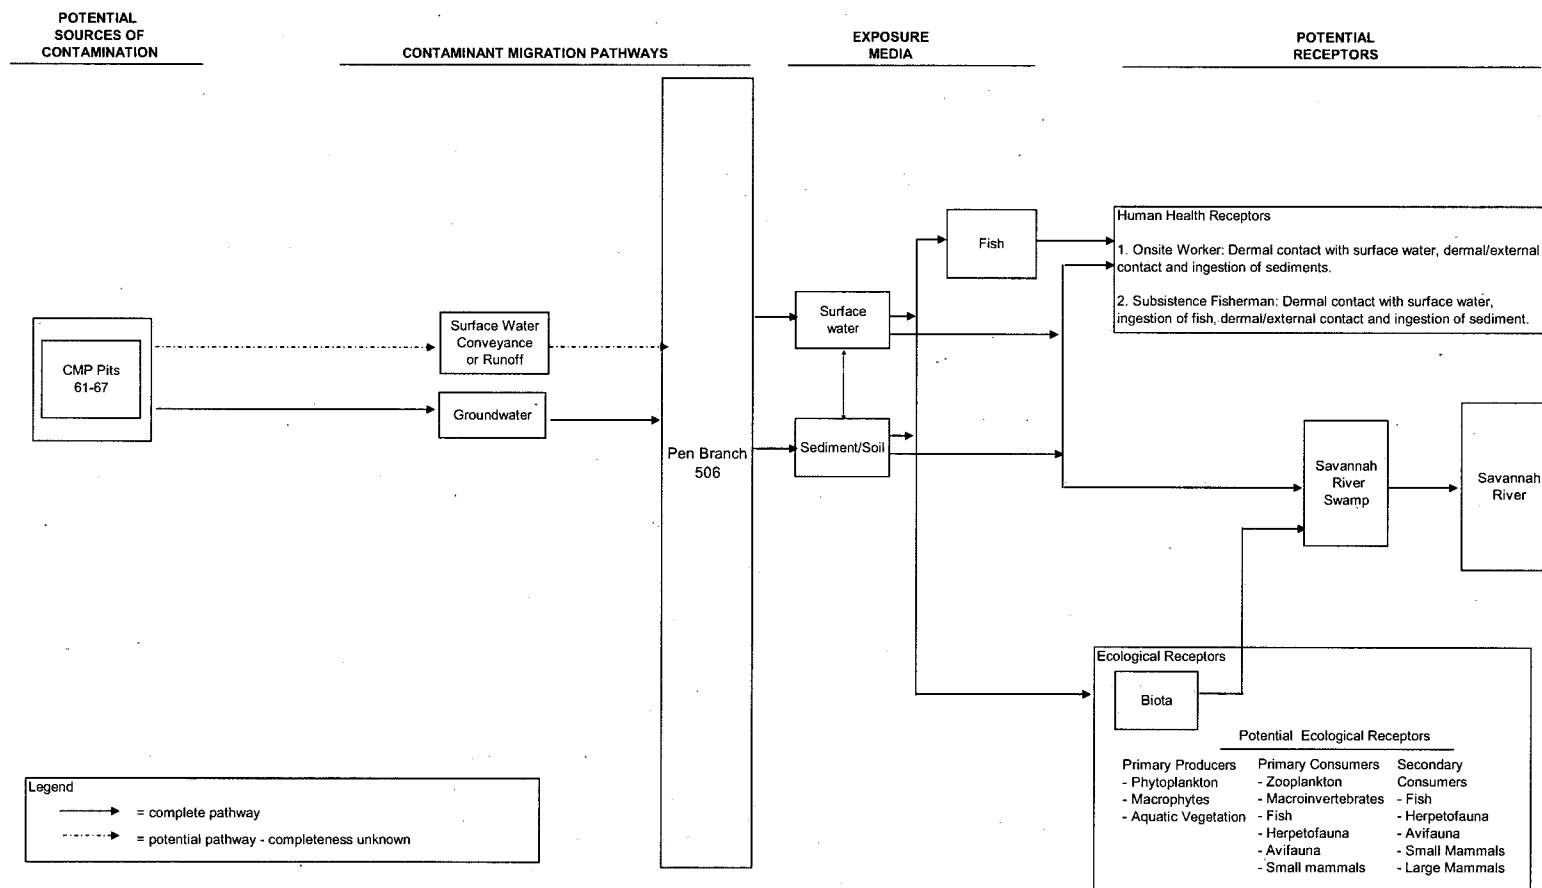 POTENTIAL
SOURCES OF
CONTAMINATION
CONTAMINANT MIGRATION PATHWAYS
EXPOSURE
MEDIA
POTENTIAL
RECEPTORS
CMP Pits
61-67
Surface Water
Conveyance
or Runoff
Groundwater
Pen Branch
506
Surface
water
Sediment/Soil
Fish
Human Health Receptors
1. Onsite Worker: Dermal contact with surface water, dermal/external
contact and ingestion of sediments.
2. Subsistence Fisherman: Dermal contact with surface water,
ingestion of fish, dermal/external contact and ingestion of sediment.
Savannah
River
Swamp
Savannah
River
Ecological Receptors
Biota
Potential Ecological Receptors
Primary Producers
- Phytoplankton
- Macrophytes
- Aquatic Vegetation
Primary Consumers
- Zooplankton
- Macroinvertebrates
- Fish
- Herpetofauna
- Avifauna
- Small mammals
Secondary
Consumers
- Fish
- Herpetofauna
- Avifauna
- Small Mammals
- Large Mammals
Legend
= complete pathway
= potential pathway - completeness unknown